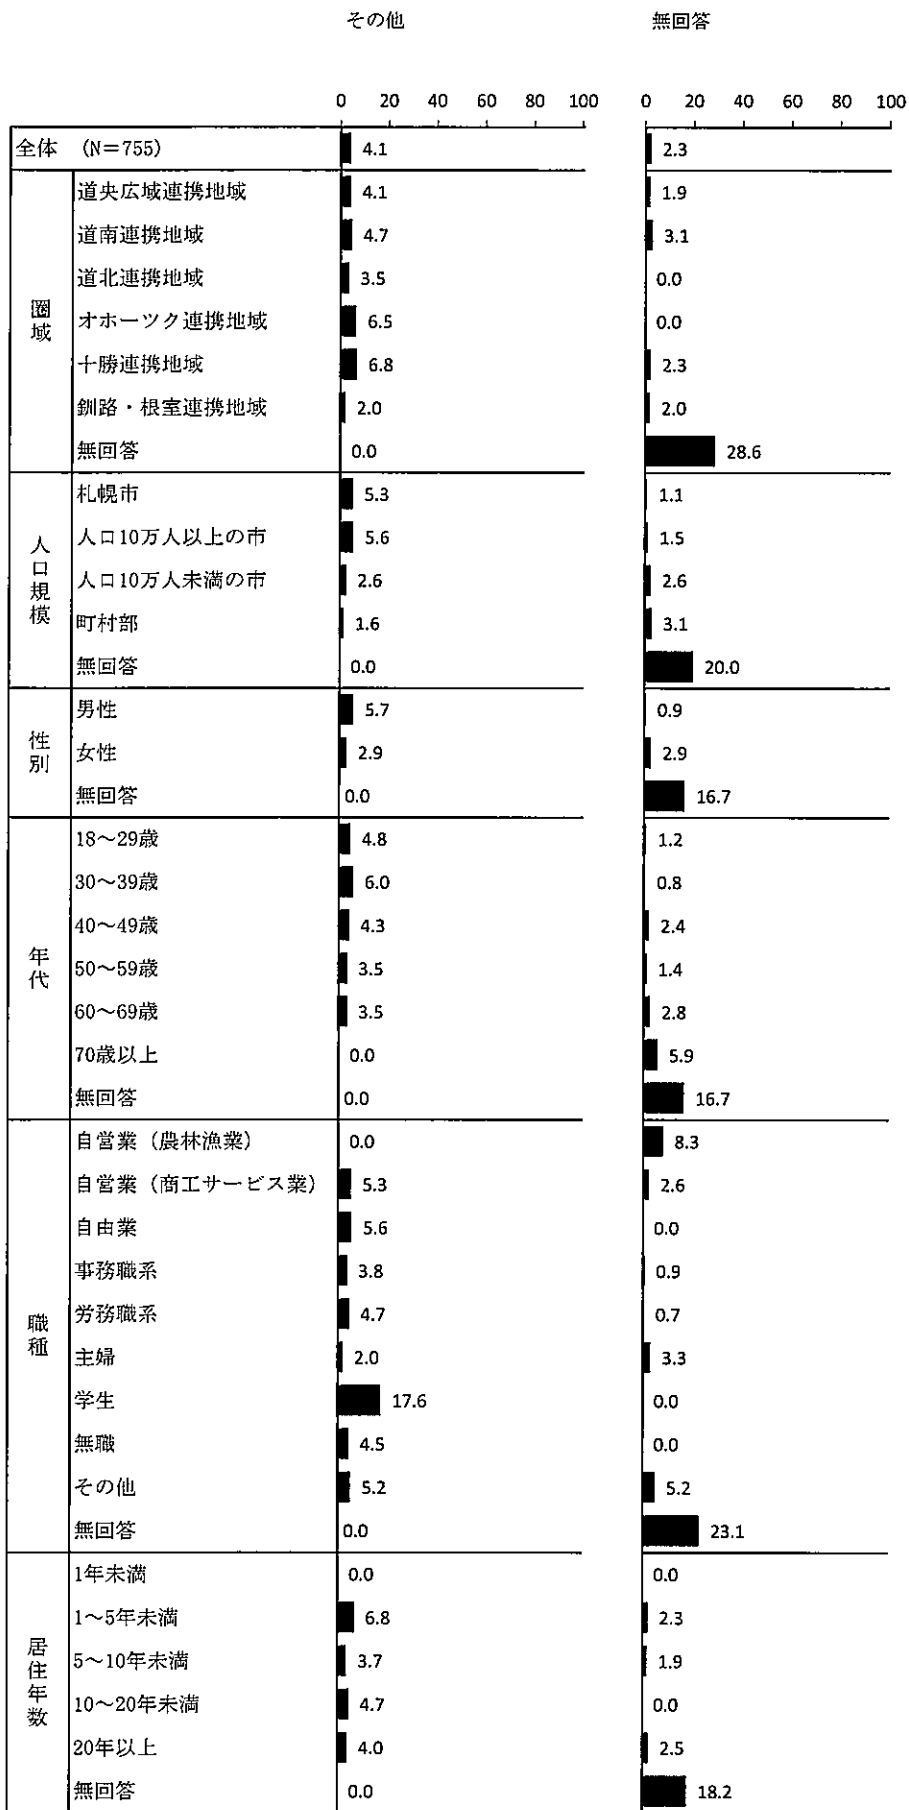 その他 無回答
0 20 40 60 80 100 0 20 40 60 80 100
全体 (N=755) 4.1 2.3
圏域
道央広域連携地域 4.1 1.9
道南連携地域 4.7 3.1
道北連携地域 3.5 0.0
オホーツク連携地域 6.5 0.0
十勝連携地域 6.8 2.3
釧路・根室連携地域 2.0 2.0
無回答 0.0 28.6
人口規模
札幌市 5.3 1.1
人口10万人以上の市 5.6 1.5
人口10万人未満の市 2.6 2.6
町村部 1.6 3.1
無回答 0.0 20.0
性別
男性 5.7 0.9
女性 2.9 2.9
無回答 0.0 16.7
年代
18～29歳 4.8 1.2
30～39歳 6.0 0.8
40～49歳 4.3 2.4
50～59歳 3.5 1.4
60～69歳 3.5 2.8
70歳以上 0.0 5.9
無回答 0.0 16.7
職種
自営業（農林漁業） 0.0 8.3
自営業（商工サービス業） 5.3 2.6
自由業 5.6 0.0
事務職系 3.8 0.9
労務職系 4.7 0.7
主婦 2.0 3.3
学生 17.6 0.0
無職 4.5 0.0
その他 5.2 5.2
無回答 0.0 23.1
居住年数
1年未満 0.0 0.0
1～5年未満 6.8 2.3
5～10年未満 3.7 1.9
10～20年未満 4.7 0.0
20年以上 4.0 2.5
無回答 0.0 18.2